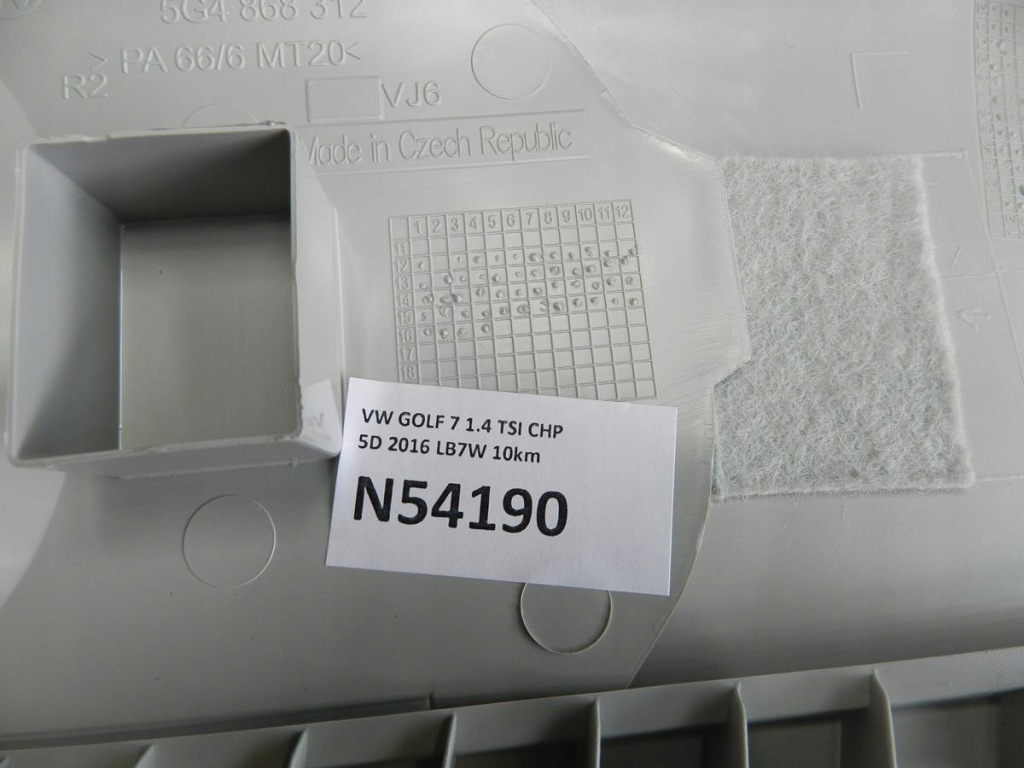 5G4 868 312
> PA 66/6 MT20<
R2
VJ6
Made in Czech Republic
1 2 3 4 5 6 7 8 9 10 11 12
11
12
13
14
15
16
17
18
VW GOLF 7 1.4 TSI CHP
5D 2016 LB7W 10km
N54190